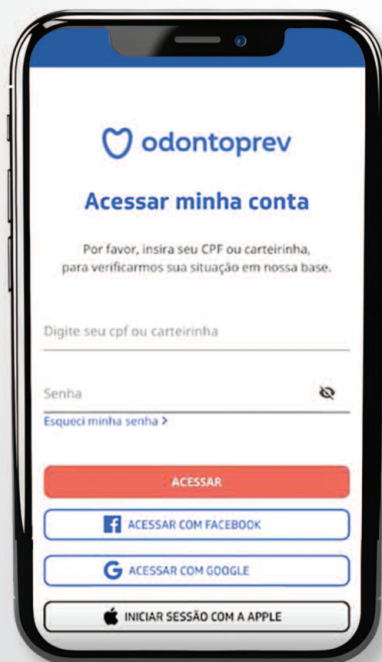 odontoprev
Acessar minha conta
Por favor, insira seu CPF ou carteirinha,
para verificarmos sua situação em nossa base.
Digite seu cpf ou carteirinha
Senha
Esqueci minha senha >
ACESSAR
ACESSAR COM FACEBOOK
ACESSAR COM GOOGLE
INICIAR SESSÃO COM A APPLE